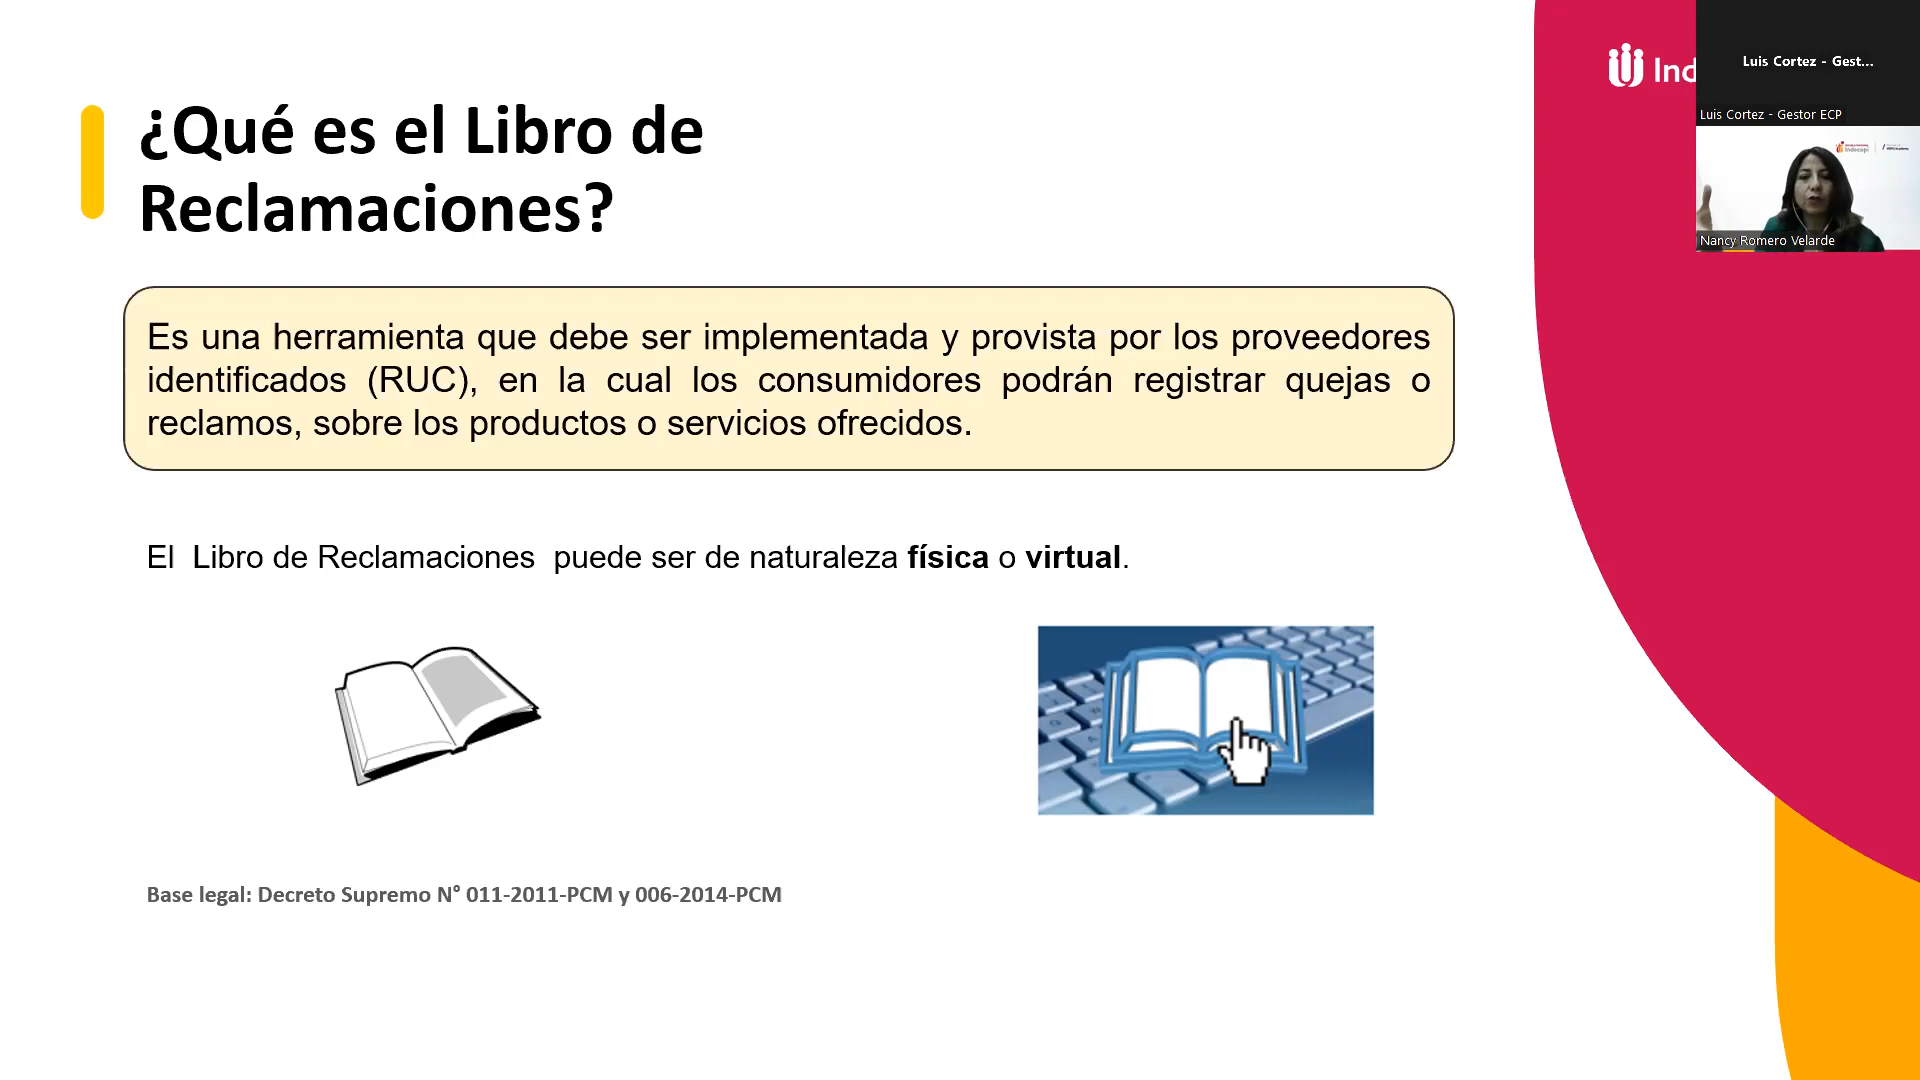 ¿Qué es el Libro de
Reclamaciones?
Ind
Luis Cortez - Gest...
Luis Cortez - Gestor ECP
Indecopi
Nancy Romero Velarde
Es una herramienta que debe ser implementada y provista por los proveedores
identificados (RUC), en la cual los consumidores podrán registrar quejas o
reclamos, sobre los productos o servicios ofrecidos.
El Libro de Reclamaciones puede ser de naturaleza física o virtual.
Base legal: Decreto Supremo N° 011-2011-PCM y 006-2014-PCM